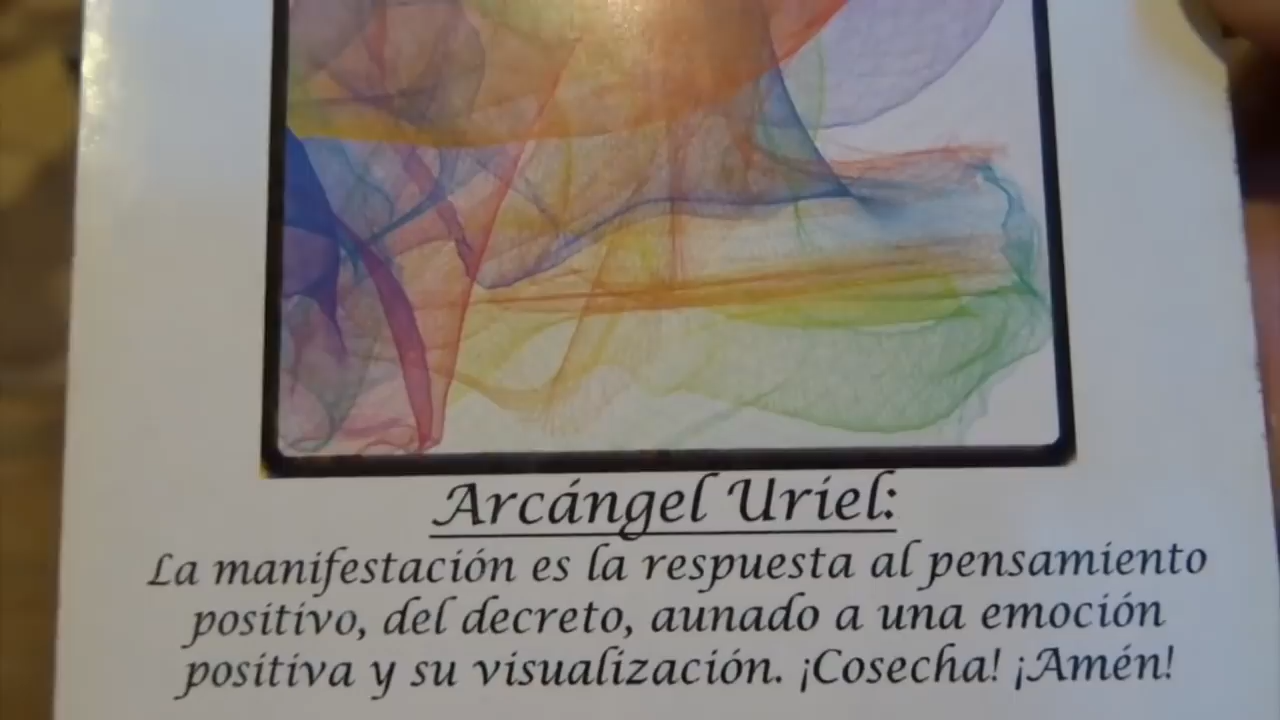 Arcángel Uriel:
La manifestación es la respuesta al pensamiento
positivo, del decreto, aunado a una emoción
positiva y su visualización. ¡Cosecha! ¡Amén!